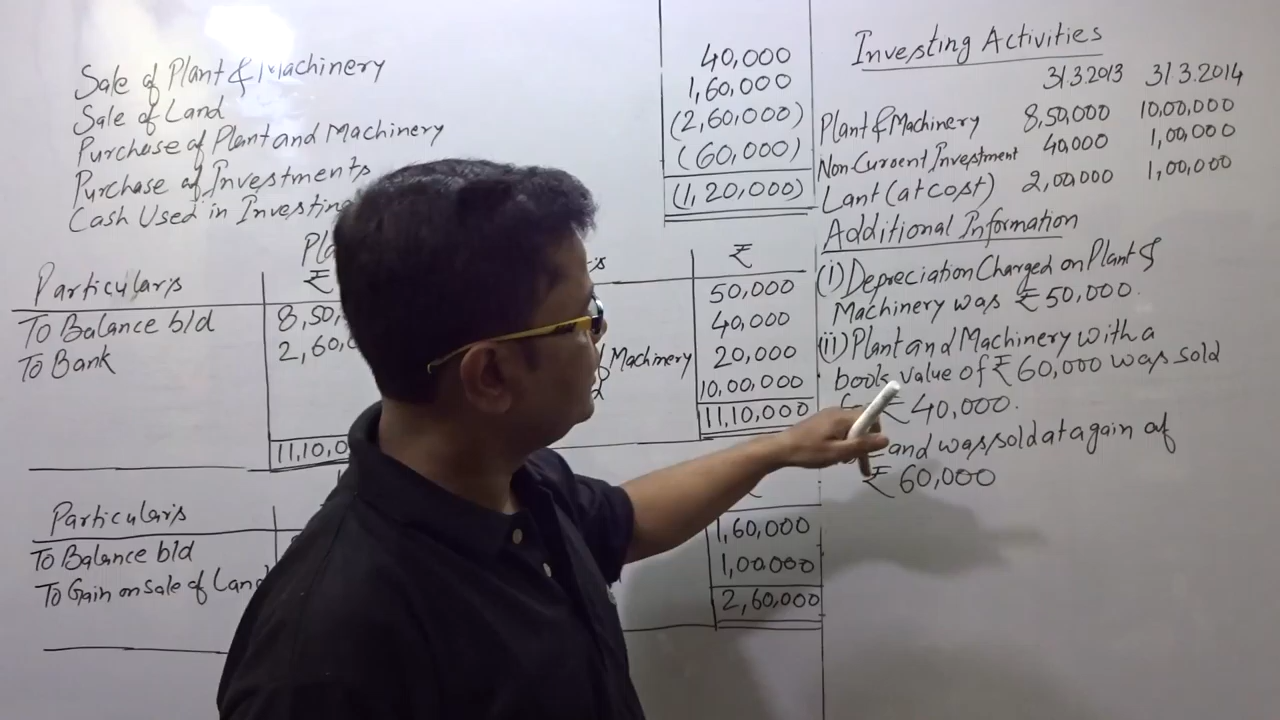 40,000
Sale of Plant & Machinery
1,60,000
Sale of Land
(2,60,000)
Purchase of Plant and Machinery
(60,000)
Purchase of Investments
(1,20,000)
Cash Used in Investing
Particulars
₹
₹
50,000
To Balance b/d
8,50,
40,000
To Bank
2,60,
Machinery
20,000
10,00,000
11,10,0
11,10,000
Particulars
To Balance b/d
1,60,000
To Gain on sale of Land
1,00,000
2,60,000
Investing Activities
31.3.2013 31.3.2014
Plant & Machinery 8,50,000 10,00,000
Non Current Investment 40,000 1,00,000
Lant (at cost) 2,00,000 1,00,000
Additional Information
(i) Depreciation Charged on Plant &
Machinery was ₹ 50,000.
(ii) Plant and Machinery with a
book value of ₹ 60,000 was sold
₹ 40,000.
and was sold at a gain of
₹ 60,000